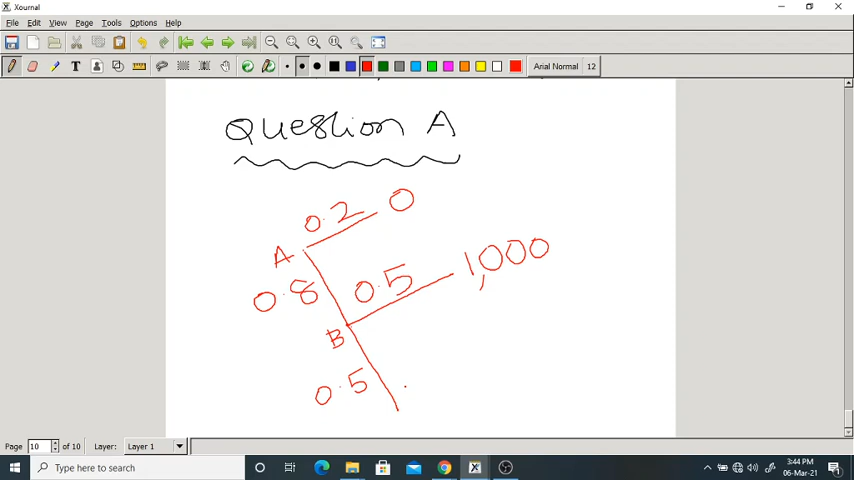 Xournal
File Edit View Page Tools Options Help
Arial Normal 12
Question A
0.2 0
A
0.8 0.5 1,000
B
0.5
Page 10 of 10 Layer: Layer 1
Type here to search
3:44 PM
06-Mar-21